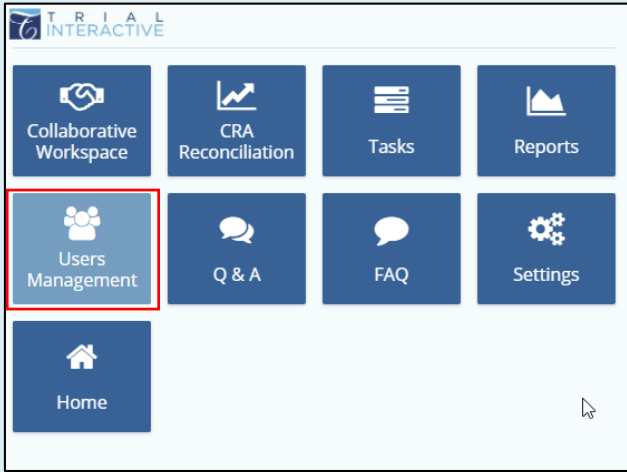 TRIAL
INTERACTIVE
Collaborative
Workspace
CRA
Reconciliation
Tasks
Reports
Users
Management
Q & A
FAQ
Settings
Home